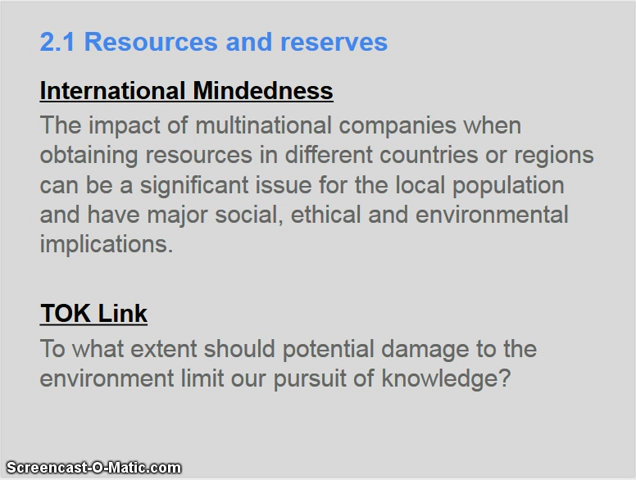 2.1 Resources and reserves
International Mindedness
The impact of multinational companies when
obtaining resources in different countries or regions
can be a significant issue for the local population
and have major social, ethical and environmental
implications.
TOK Link
To what extent should potential damage to the
environment limit our pursuit of knowledge?
Screencast-O-Matic.com